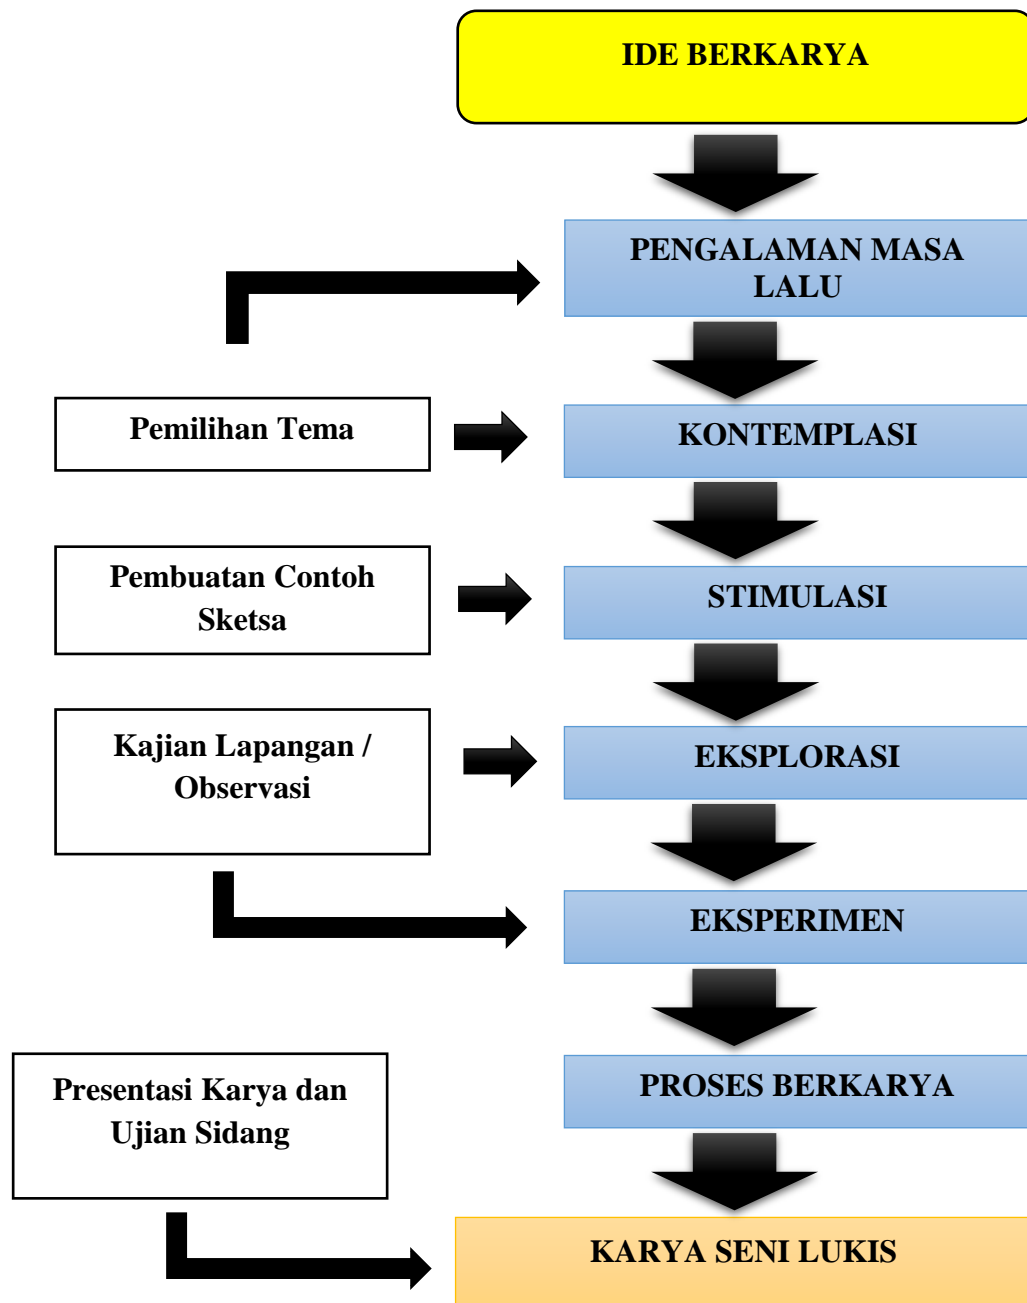 IDE BERKARYA
PENGALAMAN MASA
LALU
Pemilihan Tema
KONTEMPLASI
Pembuatan Contoh
Sketsa
STIMULASI
Kajian Lapangan /
Observasi
EKSPLORASI
EKSPERIMEN
Presentasi Karya dan
Ujian Sidang
PROSES BERKARYA
KARYA SENI LUKIS